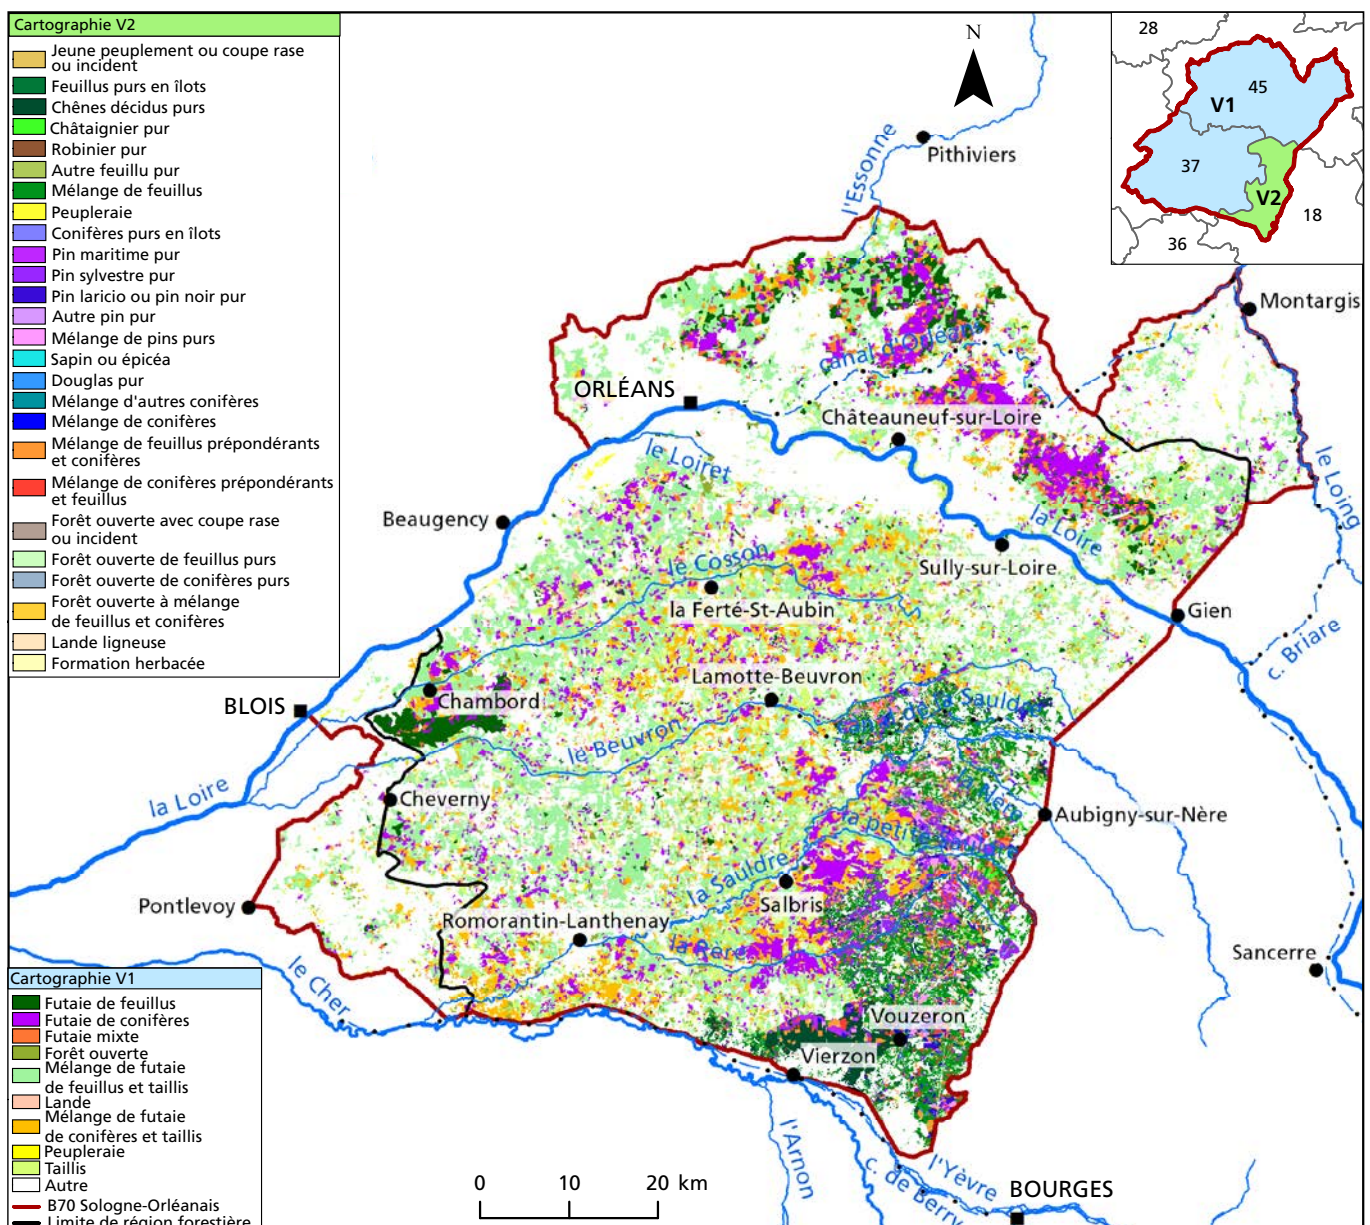 Cartographie V2
Jeune peuplement ou coupe rase
ou incident
Feuillus purs en îlots
Chênes décidus purs
Châtaignier pur
Robinier pur
Autre feuillu pur
Mélange de feuillus
Peupleraie
Conifères purs en îlots
Pin maritime pur
Pin sylvestre pur
Pin laricio ou pin noir pur
Autre pin pur
Mélange de pins purs
Sapin ou épicéa
Douglas pur
Mélange d'autres conifères
Mélange de conifères
Mélange de feuillus prépondérants
et conifères
Mélange de conifères prépondérants
et feuillus
Forêt ouverte avec coupe rase
ou incident
Forêt ouverte de feuillus purs
Forêt ouverte de conifères purs
Forêt ouverte à mélange
de feuillus et conifères
Lande ligneuse
Formation herbacée
N
28
45
V1
37
V2
18
36
l'Essonne
Pithiviers
Montargis
canal d'Orléans
ORLÉANS
Châteauneuf-sur-Loire
le Loiret
le Loing
Beaugency
la Loire
Sully-sur-Loire
le Cosson
la Ferté-St-Aubin
Gien
c. Briare
Lamotte-Beuvron
Chambord
canal de la Sauldre
BLOIS
le Beuvron
la Loire
Cheverny
la Nère
Aubigny-sur-Nère
la petite Sauldre
la Sauldre
Salbris
Pontlevoy
Romorantin-Lanthenay
la Rère
Sancerre
le Cher
Vouzeron
Vierzon
l'Arnon
l'Yèvre
c. de Berry
BOURGES
Cartographie V1
Futaie de feuillus
Futaie de conifères
Futaie mixte
Forêt ouverte
Mélange de futaie
de feuillus et taillis
Lande
Mélange de futaie
de conifères et taillis
Peupleraie
Taillis
Autre
B70 Sologne-Orléanais
Limite de région forestière
0 10 20 km